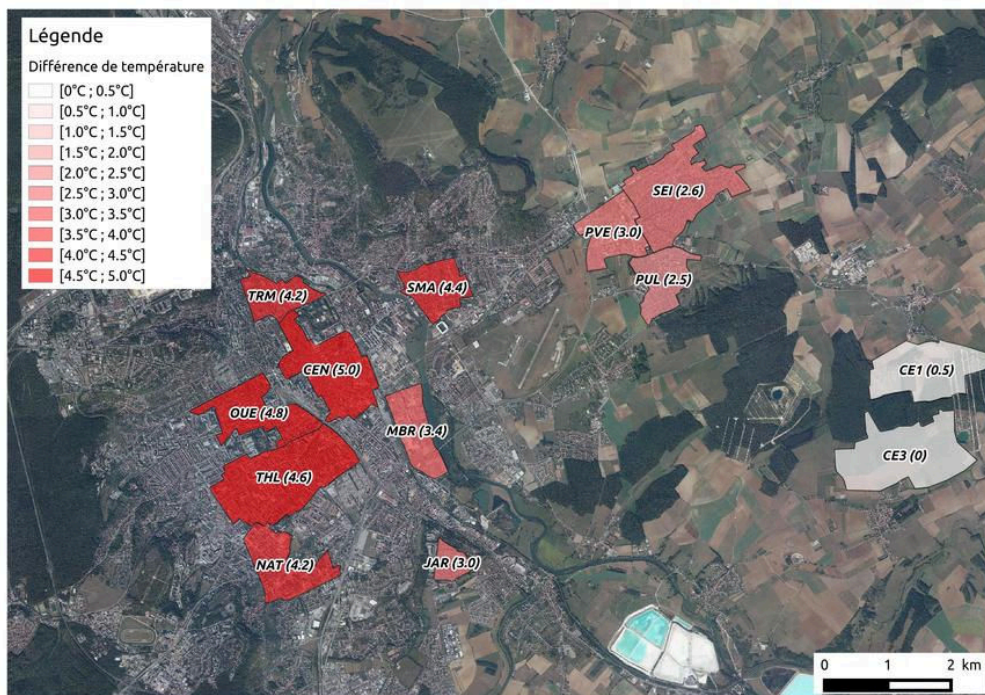 Légende
Différence de température
[0°C ; 0.5°C]
[0.5°C ; 1.0°C]
[1.0°C ; 1.5°C]
[1.5°C ; 2.0°C]
[2.0°C ; 2.5°C]
[2.5°C ; 3.0°C]
[3.0°C ; 3.5°C]
[3.5°C ; 4.0°C]
[4.0°C ; 4.5°C]
[4.5°C ; 5.0°C]
SEI (2.6)
PVE (3.0)
PUL (2.5)
SMA (4.4)
TRM (4.2)
CEN (5.0)
CE1 (0.5)
OUE (4.8)
MBR (3.4)
CE3 (0)
THL (4.6)
NAT (4.2)
JAR (3.0)
0 1 2 km